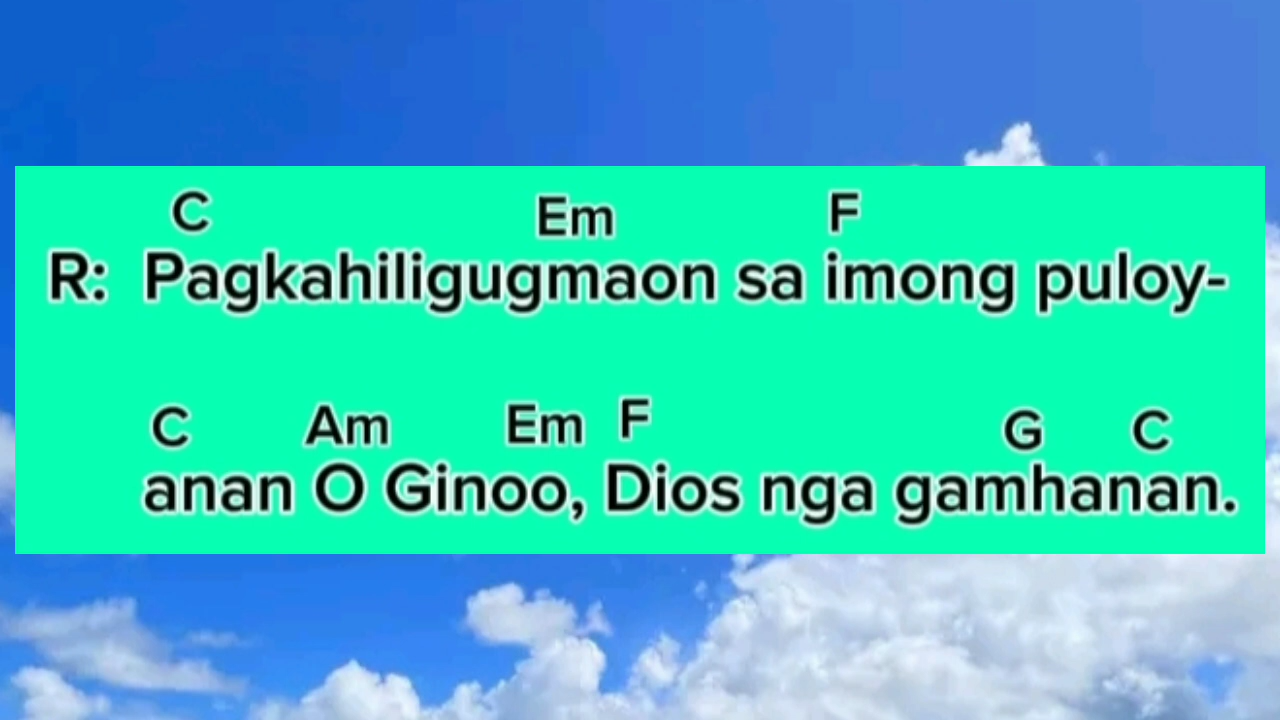 C Em F
R: Pagkahiligugmaon sa imong puloy-
C Am Em F G C
anan O Ginoo, Dios nga gamhanan.